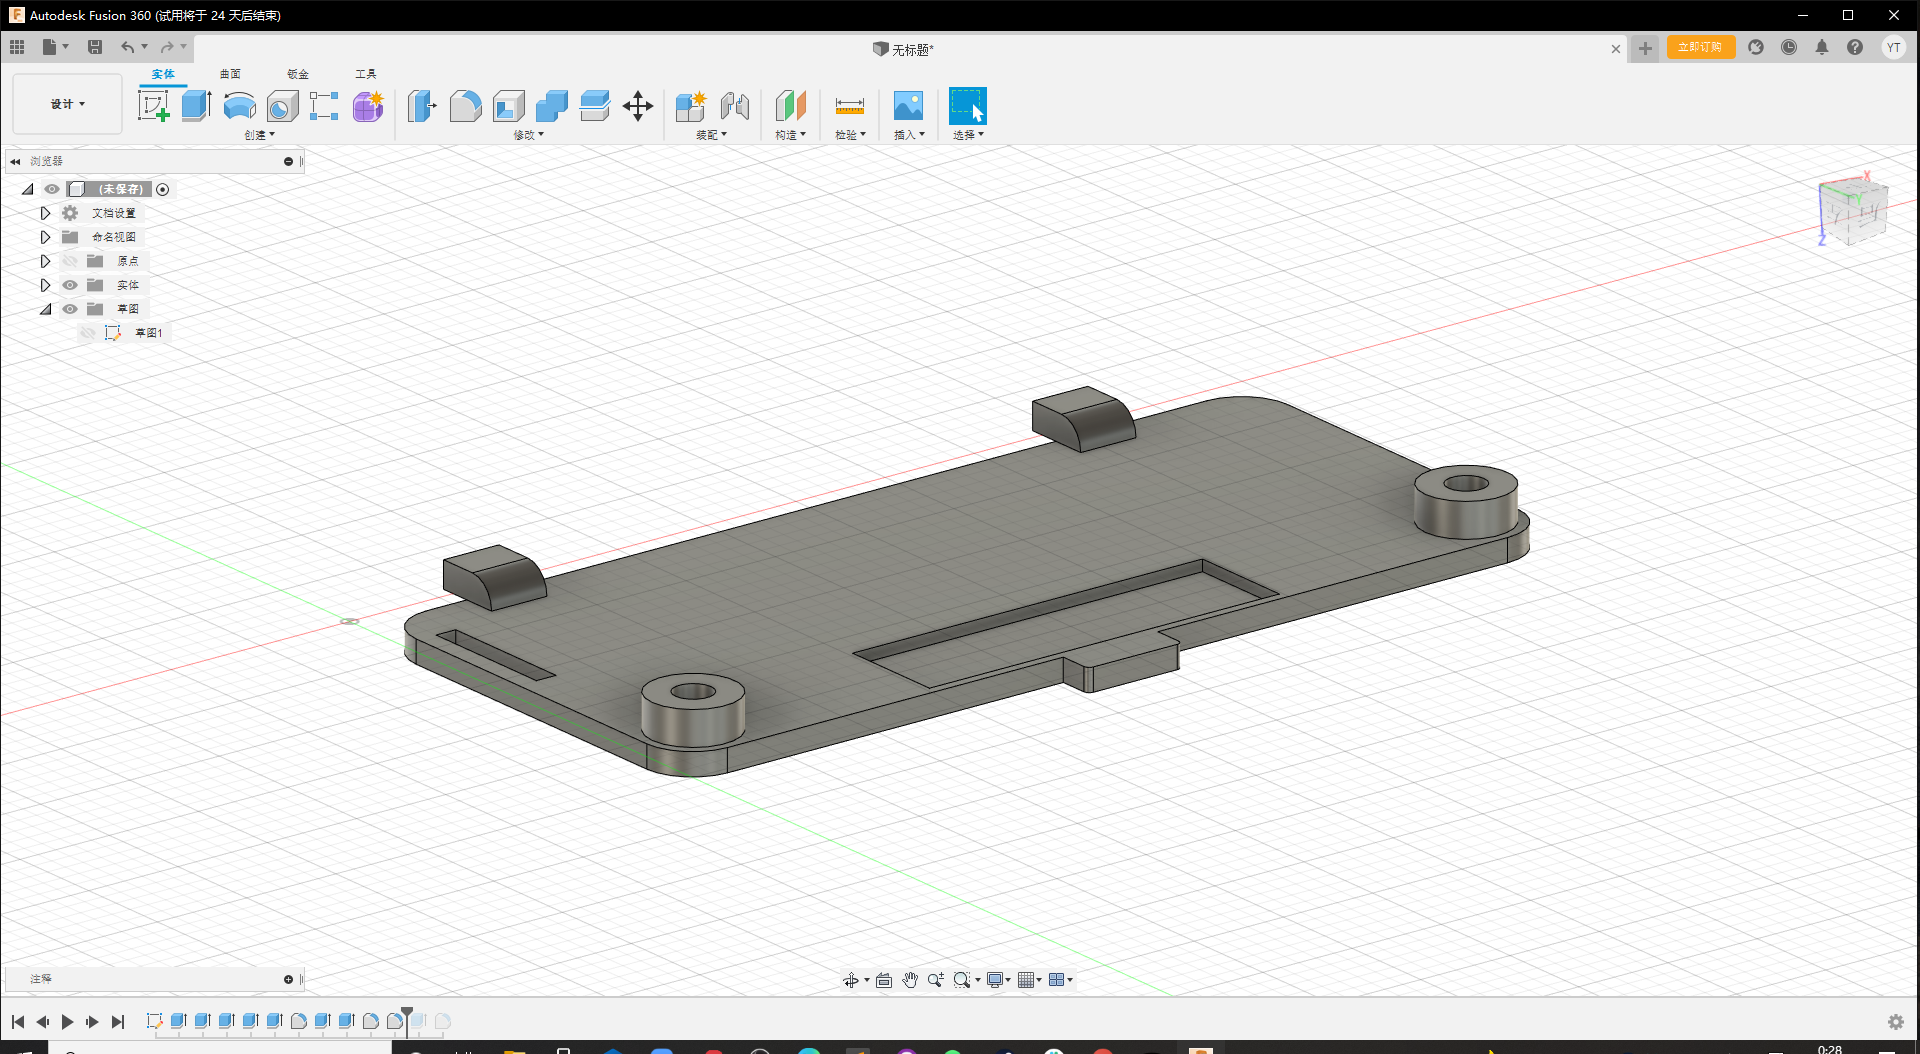 Autodesk Fusion 360 (试用将于 24 天后结束)
无标题*
立即订购
YT
实体
曲面
钣金
工具
设计
创建
修改
装配
构造
检验
插入
选择
浏览器
(未保存)
文档设置
命名视图
原点
实体
草图
草图1
X
Y
Z
注释
0:28